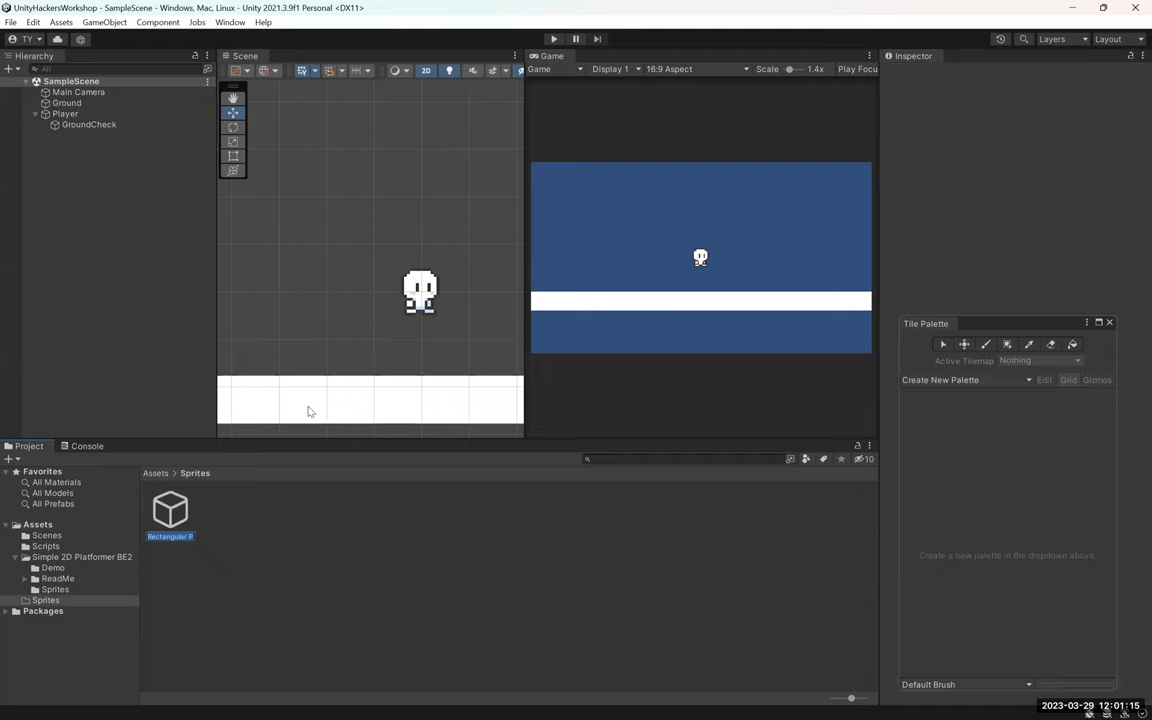 UnityHackersWorkshop - SampleScene - Windows, Mac, Linux - Unity 2021.3.9f1 Personal <DX11>
File Edit Assets GameObject Component Jobs Window Help
TY
Layers Layout
Hierarchy
All
SampleScene
Main Camera
Ground
Player
GroundCheck
Scene
2D
Game
Game Display 1 16:9 Aspect Scale 1.4x Play Focu
Inspector
Tile Palette
Active Tilemap Nothing
Create New Palette Edit Grid Gizmos
Create a new palette in the dropdown above.
Default Brush
Project Console
10
Favorites
All Materials
All Models
All Prefabs
Assets
Scenes
Scripts
Simple 2D Platformer BE2
Demo
ReadMe
Sprites
Sprites
Packages
Assets > Sprites
Rectangular P
2023-03-29 12:01:15